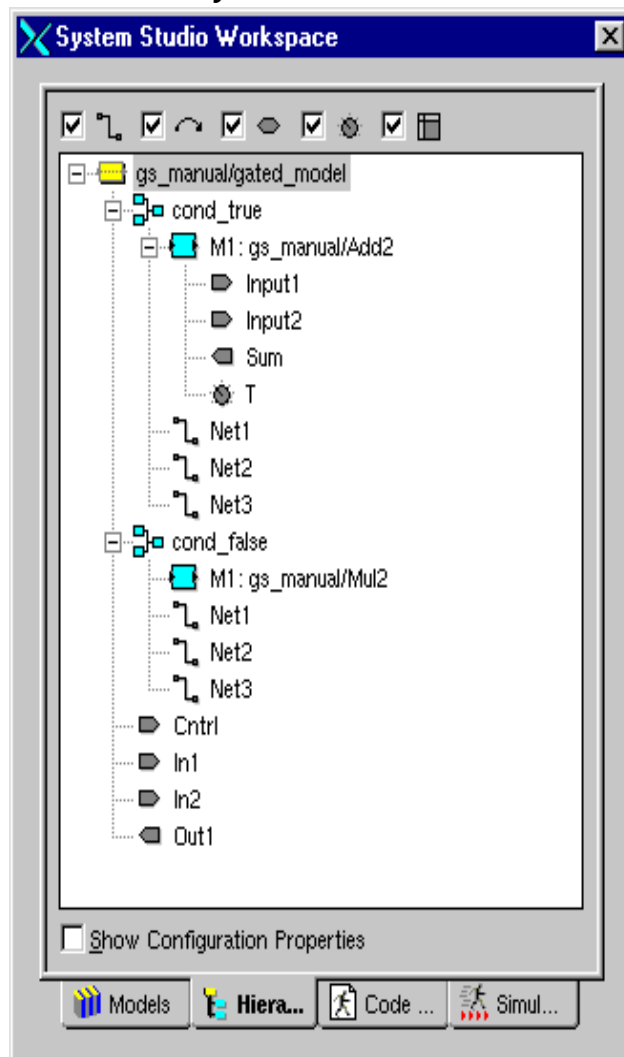 System Studio Workspace
gs_manual/gated_model
cond_true
M1: gs_manual/Add2
Input1
Input2
Sum
T
Net1
Net2
Net3
cond_false
M1: gs_manual/Mul2
Net1
Net2
Net3
Cntrl
In1
In2
Out1
Show Configuration Properties
Models Hiera... Code ... Simul...